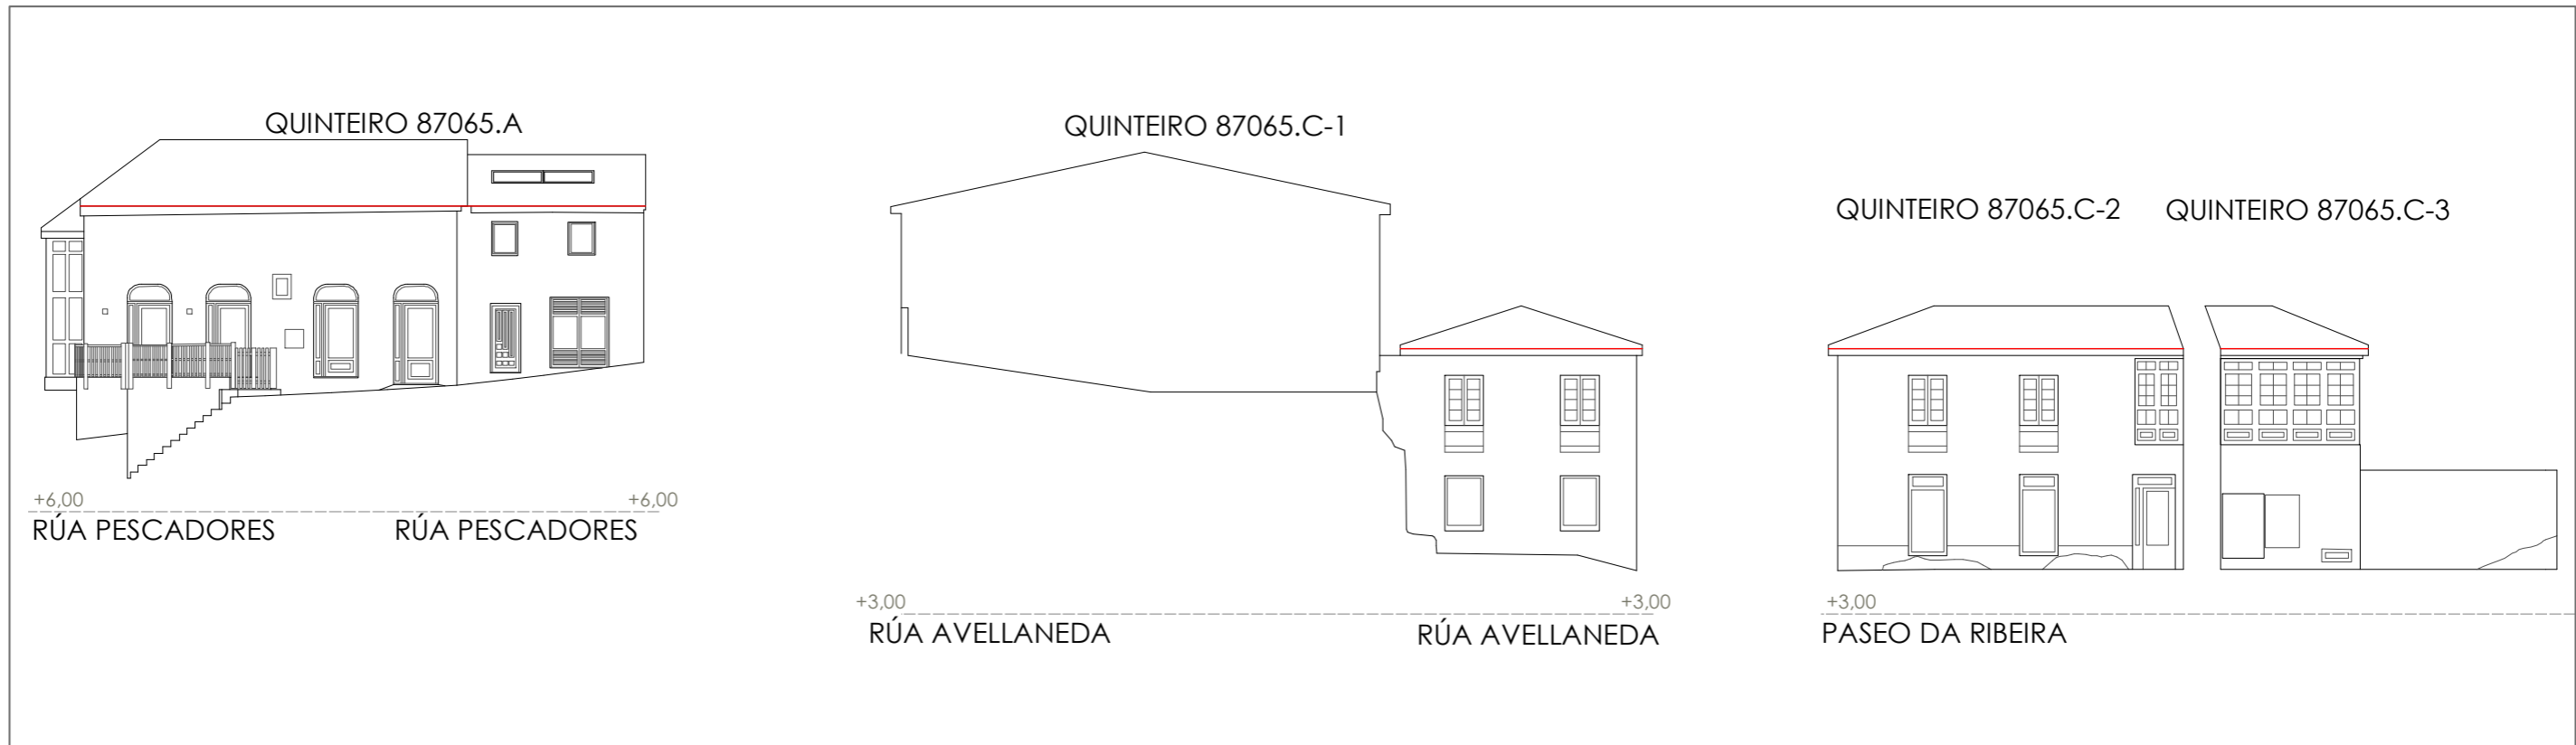 QUINTEIRO 87065.A
+6,00 +6,00
RÚA PESCADORES RÚA PESCADORES
QUINTEIRO 87065.C-1
+3,00 +3,00
RÚA AVELLANEDA RÚA AVELLANEDA
QUINTEIRO 87065.C-2 QUINTEIRO 87065.C-3
+3,00
PASEO DA RIBEIRA